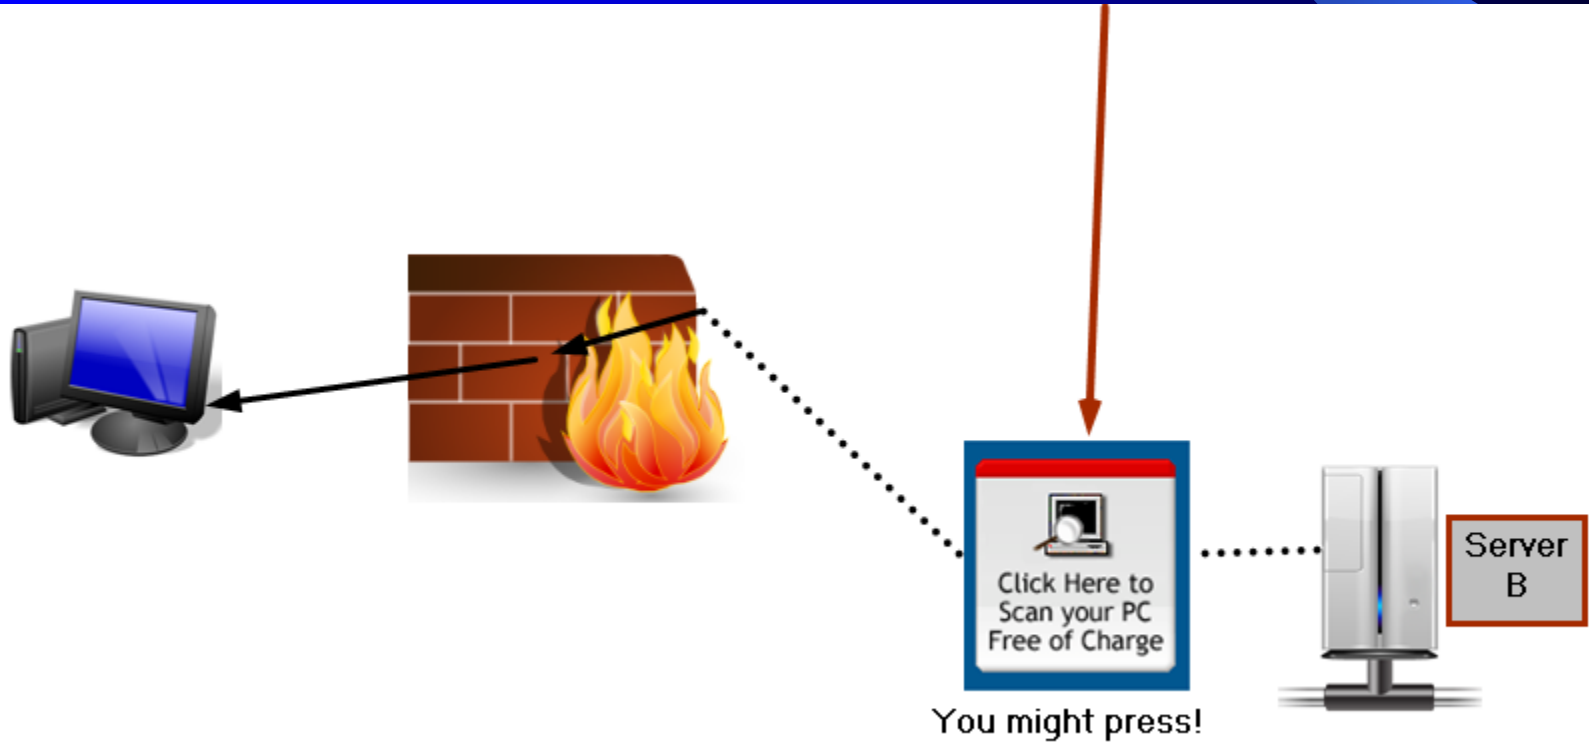 Click Here to
Scan your PC
Free of Charge
Server
B
You might press!